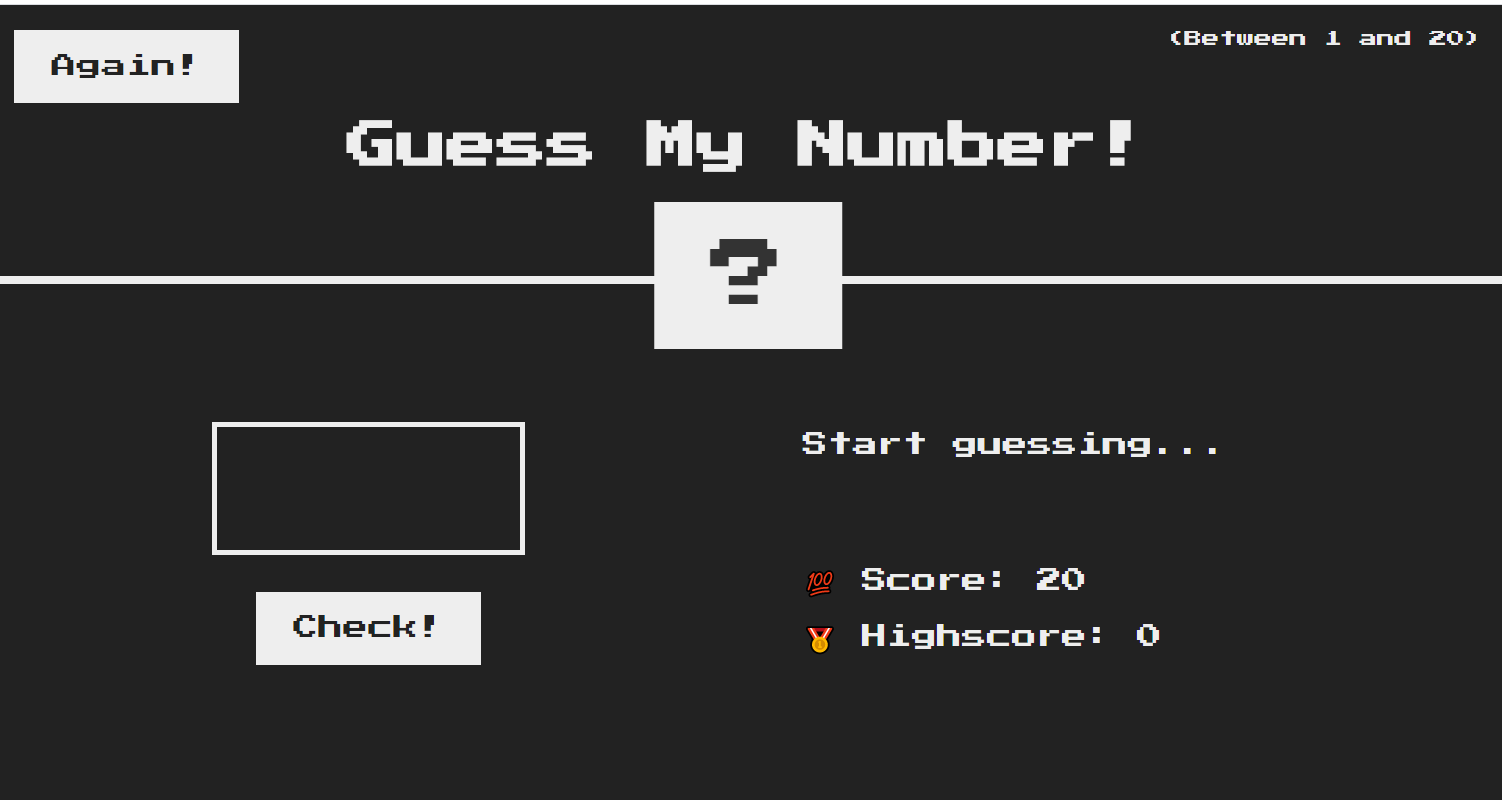 Again!
(Between 1 and 20)
Guess My Number!
?
Start guessing...
💯 Score: 20
🥇 Highscore: 0
Check!